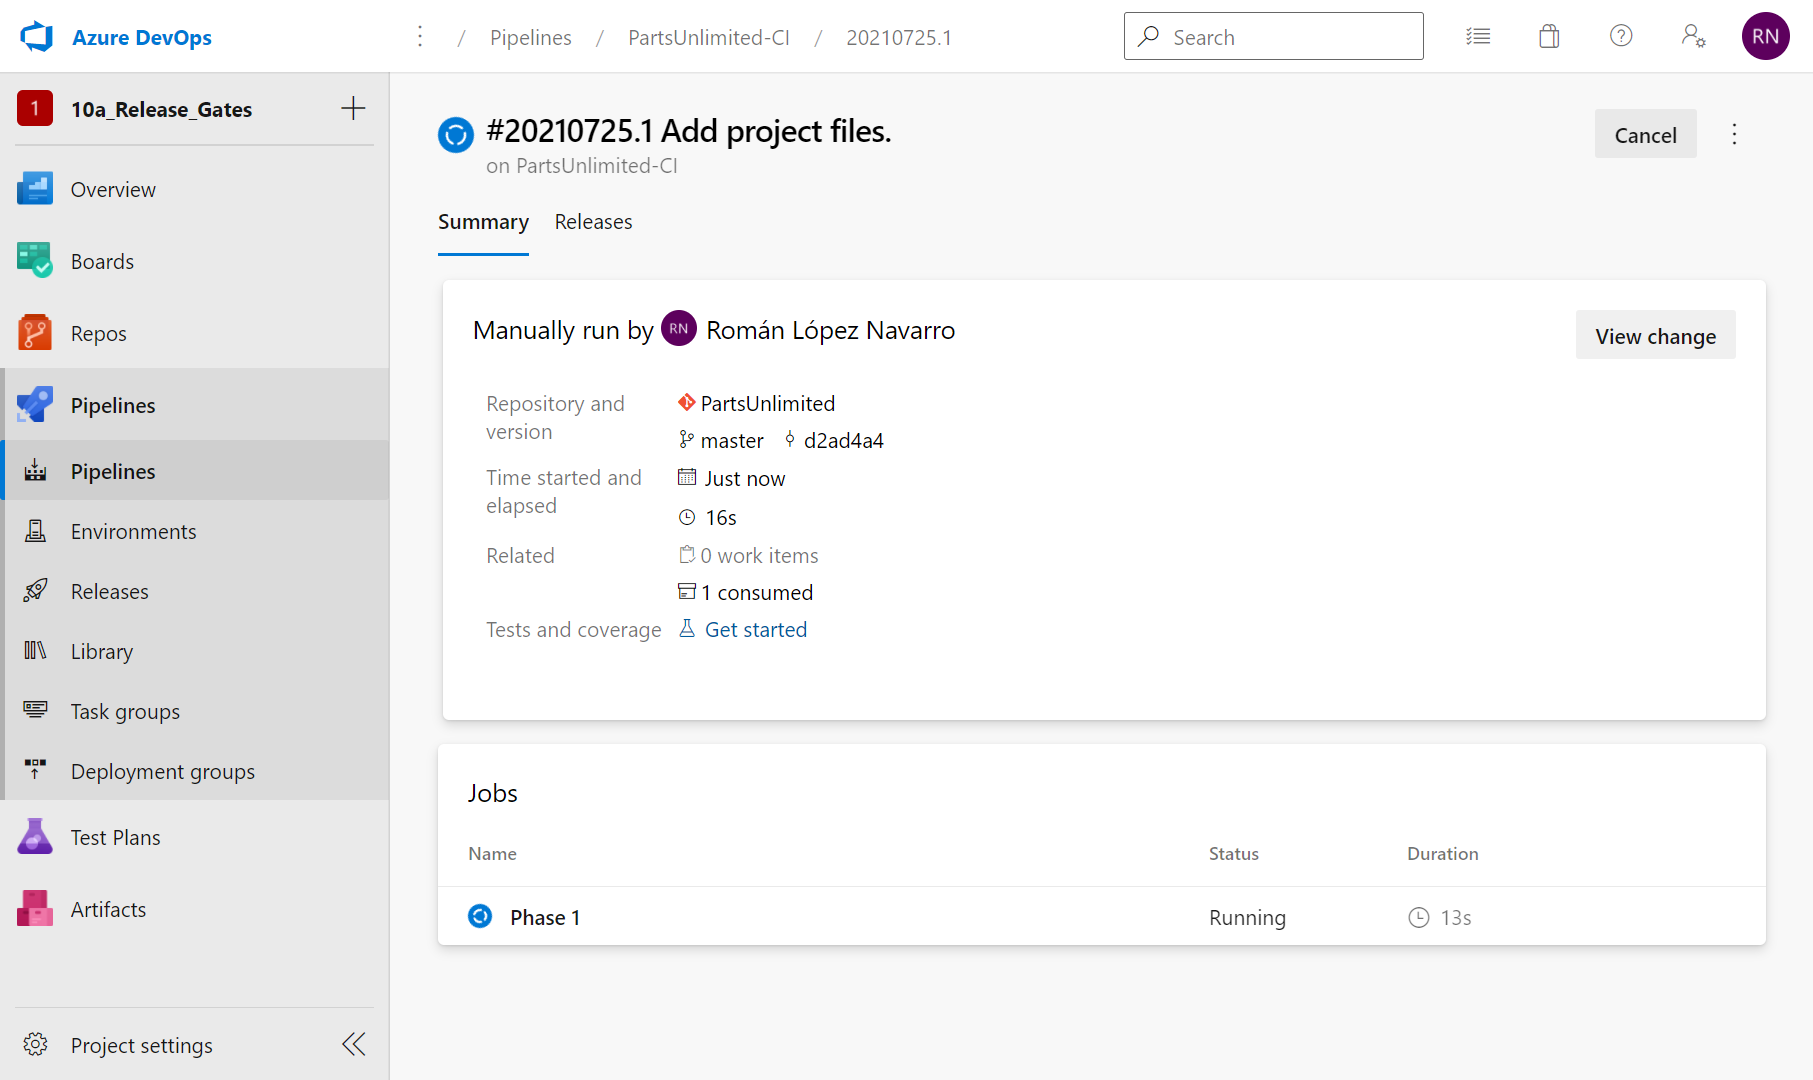 Azure DevOps
/ Pipelines / PartsUnlimited-CI / 20210725.1
Search
RN
1 10a_Release_Gates
Overview
Boards
Repos
Pipelines
Pipelines
Environments
Releases
Library
Task groups
Deployment groups
Test Plans
Artifacts
Project settings
#20210725.1 Add project files.
on PartsUnlimited-CI
Cancel
Summary Releases
Manually run by RN Román López Navarro
View change
Repository and version
PartsUnlimited
master d2ad4a4
Time started and elapsed
Just now
16s
Related
0 work items
1 consumed
Tests and coverage
Get started
Jobs
Name Status Duration
Phase 1 Running 13s